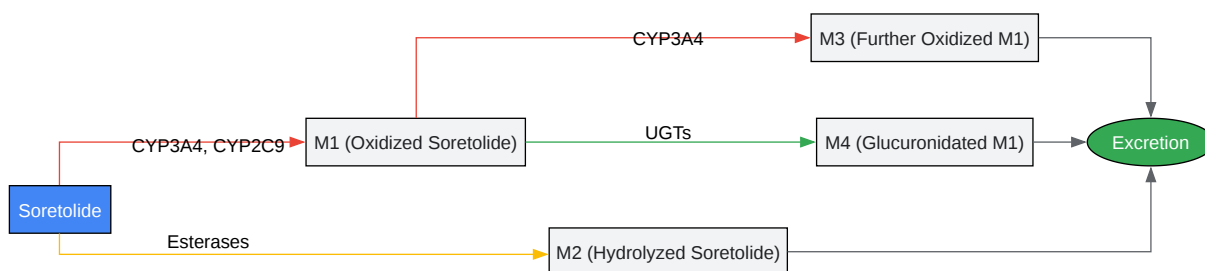 CYP3A4
M3 (Further Oxidized M1)
CYP3A4, CYP2C9
M1 (Oxidized Soretolide)
UGTs
M4 (Glucuronidated M1)
Excretion
Soretolide
Esterases
M2 (Hydrolyzed Soretolide)